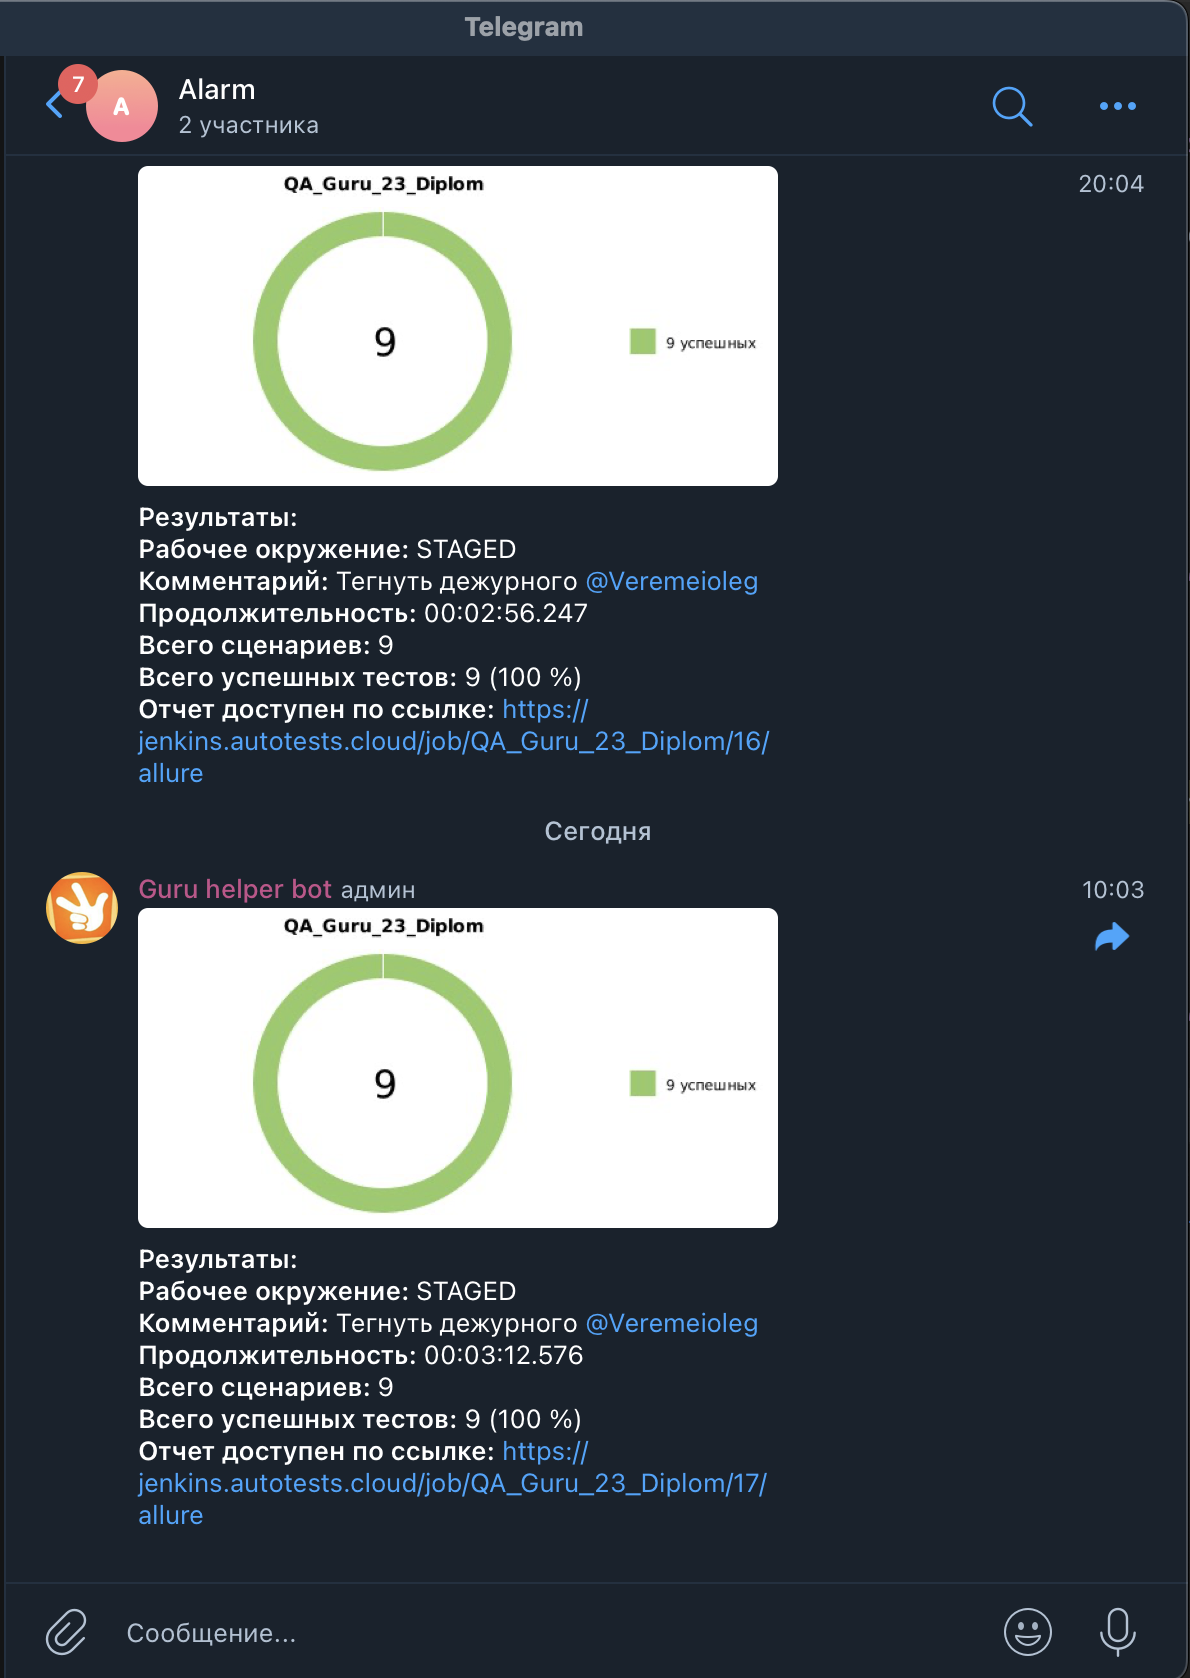 Telegram
7
A
Alarm
2 участника
QA_Guru_23_Diplom
20:04
9
9 успешных
Результаты:
Рабочее окружение: STAGED
Комментарий: Тегнуть дежурного @Veremeioleg
Продолжительность: 00:02:56.247
Всего сценариев: 9
Всего успешных тестов: 9 (100 %)
Отчет доступен по ссылке: https://
jenkins.autotests.cloud/job/QA_Guru_23_Diplom/16/
allure
Сегодня
Guru helper bot админ
10:03
QA_Guru_23_Diplom
9
9 успешных
Результаты:
Рабочее окружение: STAGED
Комментарий: Тегнуть дежурного @Veremeioleg
Продолжительность: 00:03:12.576
Всего сценариев: 9
Всего успешных тестов: 9 (100 %)
Отчет доступен по ссылке: https://
jenkins.autotests.cloud/job/QA_Guru_23_Diplom/17/
allure
Сообщение...